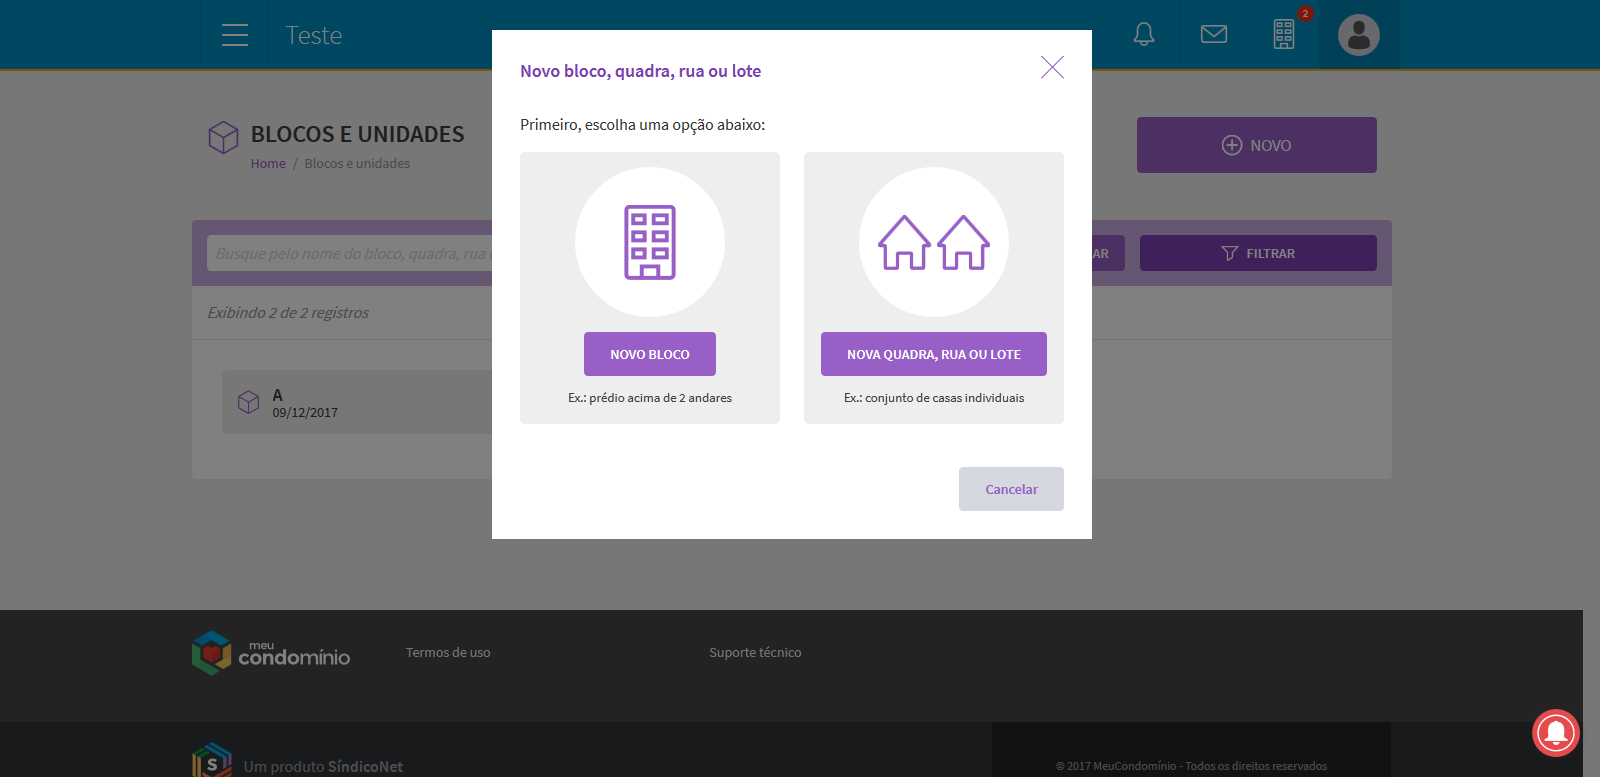 Teste
2
Novo bloco, quadra, rua ou lote
Primeiro, escolha uma opção abaixo:
BLOCOS E UNIDADES
Home / Blocos e unidades
NOVO
Busque pelo nome do bloco, quadra, rua
AR
FILTRAR
Exibindo 2 de 2 registros
NOVO BLOCO
NOVA QUADRA, RUA OU LOTE
Ex.: prédio acima de 2 andares
Ex.: conjunto de casas individuais
A
09/12/2017
Cancelar
meu
condomínio
Termos de uso
Suporte técnico
S
Um produto SíndicoNet
© 2017 MeuCondomínio - Todos os direitos reservados